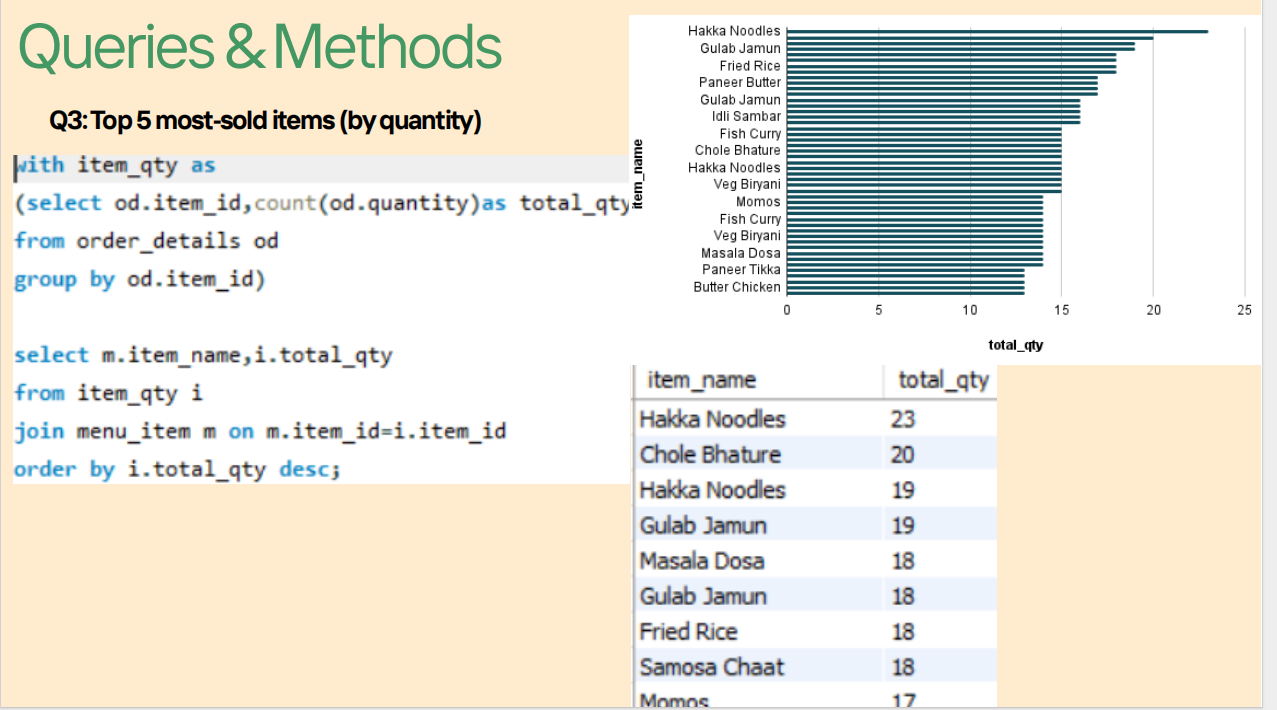 Queries & Methods
Q3: Top 5 most-sold items (by quantity)
with item_qty as
(select od.item_id,count(od.quantity)as total_qty
from order_details od
group by od.item_id)
select m.item_name,i.total_qty
from item_qty i
join menu_item m on m.item_id=i.item_id
order by i.total_qty desc;
item_name
Hakka Noodles
Gulab Jamun
Fried Rice
Paneer Butter
Gulab Jamun
Idli Sambar
Fish Curry
Chole Bhature
Hakka Noodles
Veg Biryani
Momos
Fish Curry
Veg Biryani
Masala Dosa
Paneer Tikka
Butter Chicken
0 5 10 15 20 25
total_qty
item_name total_qty
Hakka Noodles 23
Chole Bhature 20
Hakka Noodles 19
Gulab Jamun 19
Masala Dosa 18
Gulab Jamun 18
Fried Rice 18
Samosa Chaat 18
Momos 17